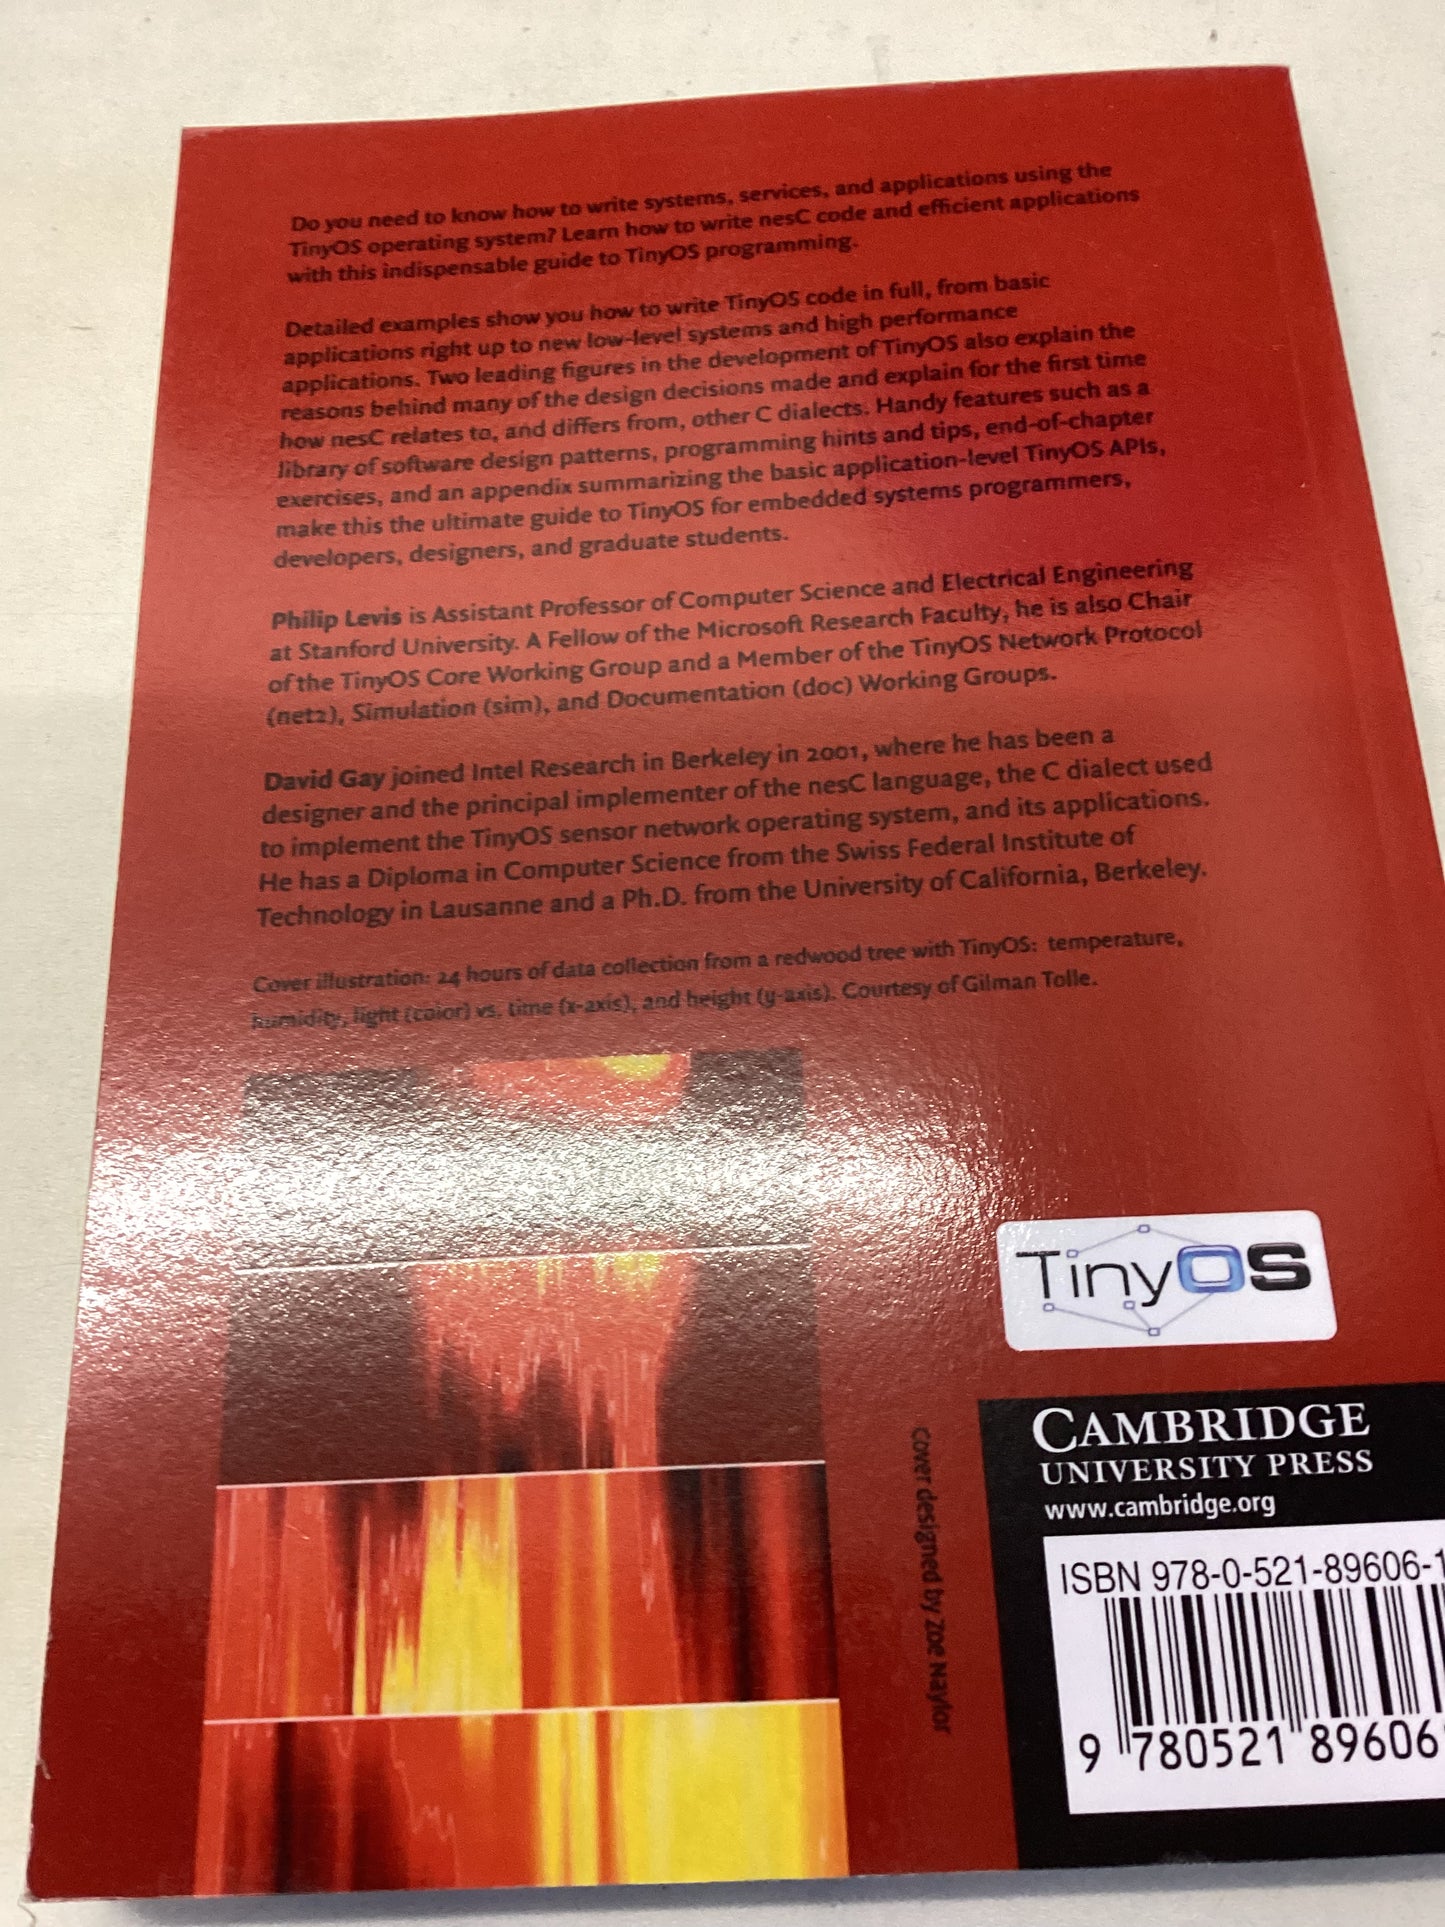 Do you need to know how to write systems, services, and applications using the
TinyOS operating system? Learn how to write nesC code and efficient applications
with this indispensable guide to TinyOS programming.
Detailed examples show you how to write TinyOS code in full, from basic
applications right up to new low-level systems and high performance
applications. Two leading figures in the development of TinyOS also explain the
reasons behind many of the design decisions made and explain for the first time
how nesC relates to, and differs from, other C dialects. Handy features such as a
library of software design patterns, programming hints and tips, end-of-chapter
exercises, and an appendix summarizing the basic application-level TinyOS APIs,
make this the ultimate guide to TinyOS for embedded systems programmers,
developers, designers, and graduate students.
Philip Levis is Assistant Professor of Computer Science and Electrical Engineering
at Stanford University. A Fellow of the Microsoft Research Faculty, he is also Chair
of the TinyOS Core Working Group and a Member of the TinyOS Network Protocol
(net2), Simulation (sim), and Documentation (doc) Working Groups.
David Gay joined Intel Research in Berkeley in 2001, where he has been a
designer and the principal implementer of the nesC language, the C dialect used
to implement the TinyOS sensor network operating system, and its applications.
He has a Diploma in Computer Science from the Swiss Federal Institute of
Technology in Lausanne and a Ph.D. from the University of California, Berkeley.
Cover illustration: 24 hours of data collection from a redwood tree with TinyOS: temperature,
humidity, light (color) vs. time (x-axis), and height (y-axis). Courtesy of Gilman Tolle.
TinyOS
Cover designed by Zoe Naylor
CAMBRIDGE
UNIVERSITY PRESS
www.cambridge.org
ISBN 978-0-521-89606-1
9 780521 89606